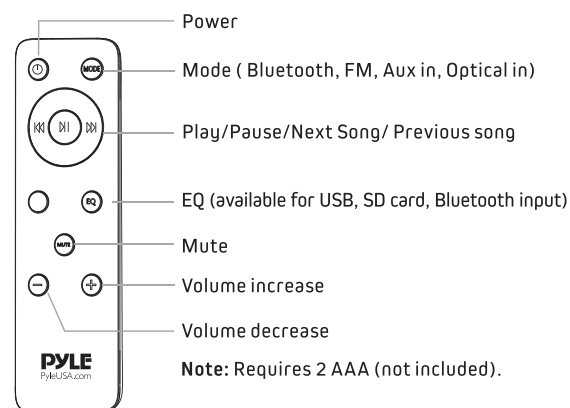 Power
MODE
Mode ( Bluetooth, FM, Aux in, Optical in)
Play/Pause/Next Song/ Previous song
EQ
EQ (available for USB, SD card, Bluetooth input)
MUTE
Mute
Volume increase
Volume decrease
PYLE
PyleUSA.com
Note: Requires 2 AAA (not included).